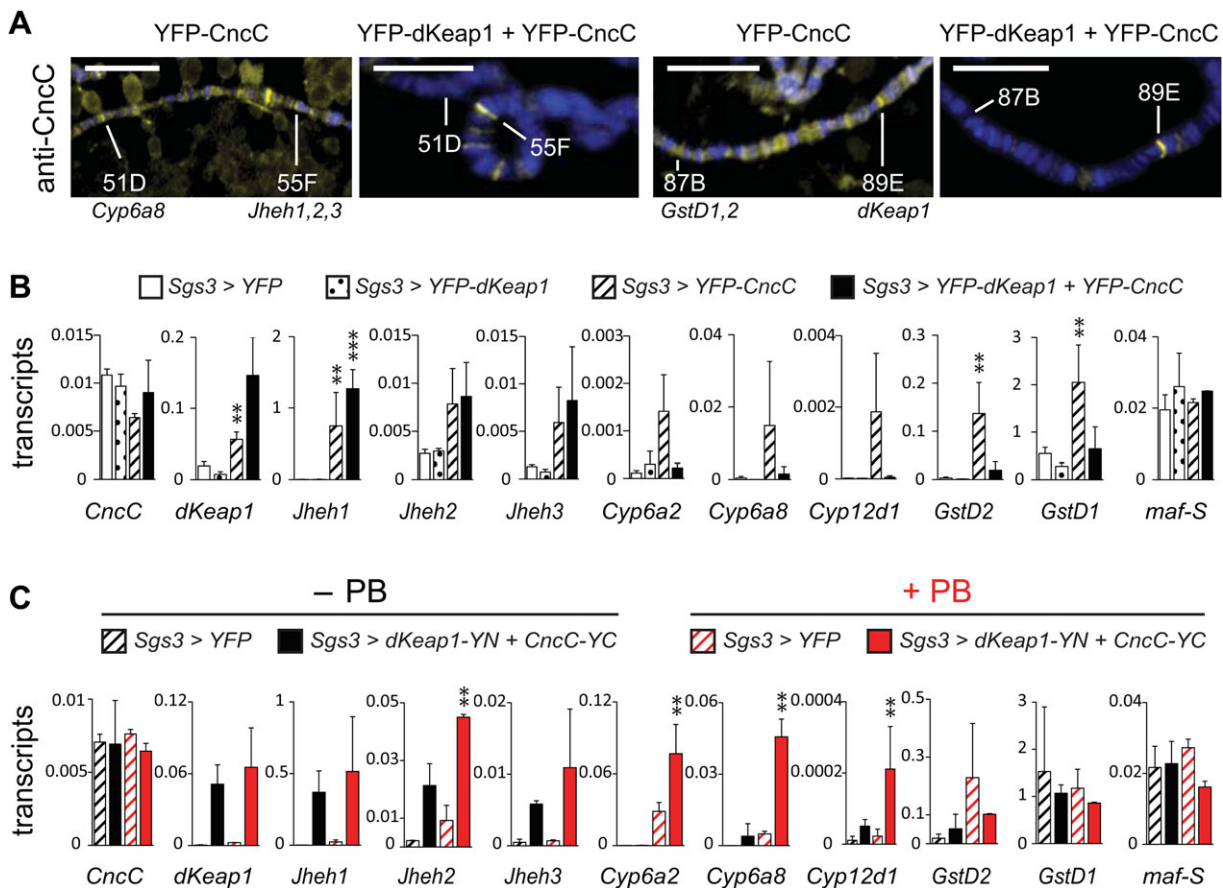 A
YFP-CncC YFP-dKeap1 + YFP-CncC YFP-CncC YFP-dKeap1 + YFP-CncC
anti-CncC
51D 55F 51D 55F 87B 89E 87B 89E
Cyp6a8 Jheh1,2,3 GstD1,2 dKeap1
B
Sgs3 > YFP Sgs3 > YFP-dKeap1 Sgs3 > YFP-CncC Sgs3 > YFP-dKeap1 + YFP-CncC
transcripts
0.015 0.01 0.005 0
0.2 0.1 0 **
2 1 0 ** ***
0.015 0.01 0.005 0
0.015 0.01 0.005 0
0.003 0.002 0.001 0
0.04 0.02 0
0.004 0.002 0
0.3 0.2 0.1 0 **
3 2 1 0 **
0.04 0.02 0
CncC dKeap1 Jheh1 Jheh2 Jheh3 Cyp6a2 Cyp6a8 Cyp12d1 GstD2 GstD1 maf-S
C
– PB + PB
Sgs3 > YFP Sgs3 > dKeap1-YN + CncC-YC Sgs3 > YFP Sgs3 > dKeap1-YN + CncC-YC
transcripts
0.01 0.005 0
0.12 0.06 0
1 0.5 0
0.05 0.03 0.01 0 **
0.02 0.01 0
0.12 0.06 0 **
0.06 0.03 0 **
0.0004 0.0002 0 **
0.5 0.3 0.1 0
3 2 1 0
0.04 0.02 0
CncC dKeap1 Jheh1 Jheh2 Jheh3 Cyp6a2 Cyp6a8 Cyp12d1 GstD2 GstD1 maf-S